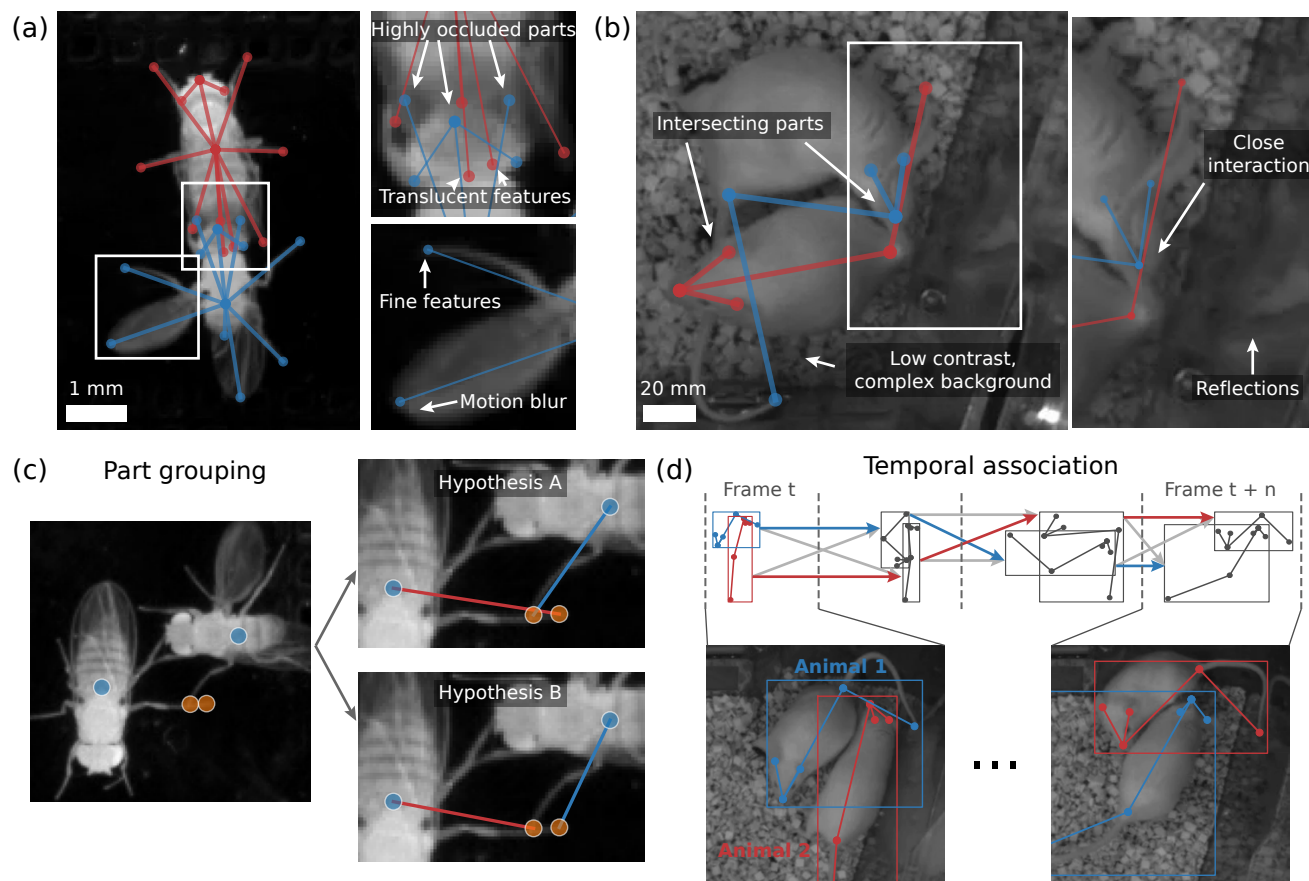 (a)
Highly occluded parts
Translucent features
Fine features
Motion blur
1 mm
(b)
Intersecting parts
Close
interaction
Low contrast,
complex background
Reflections
20 mm
(c)
Part grouping
Hypothesis A
Hypothesis B
(d)
Temporal association
Frame t
Frame t + n
Animal 1
Animal 2